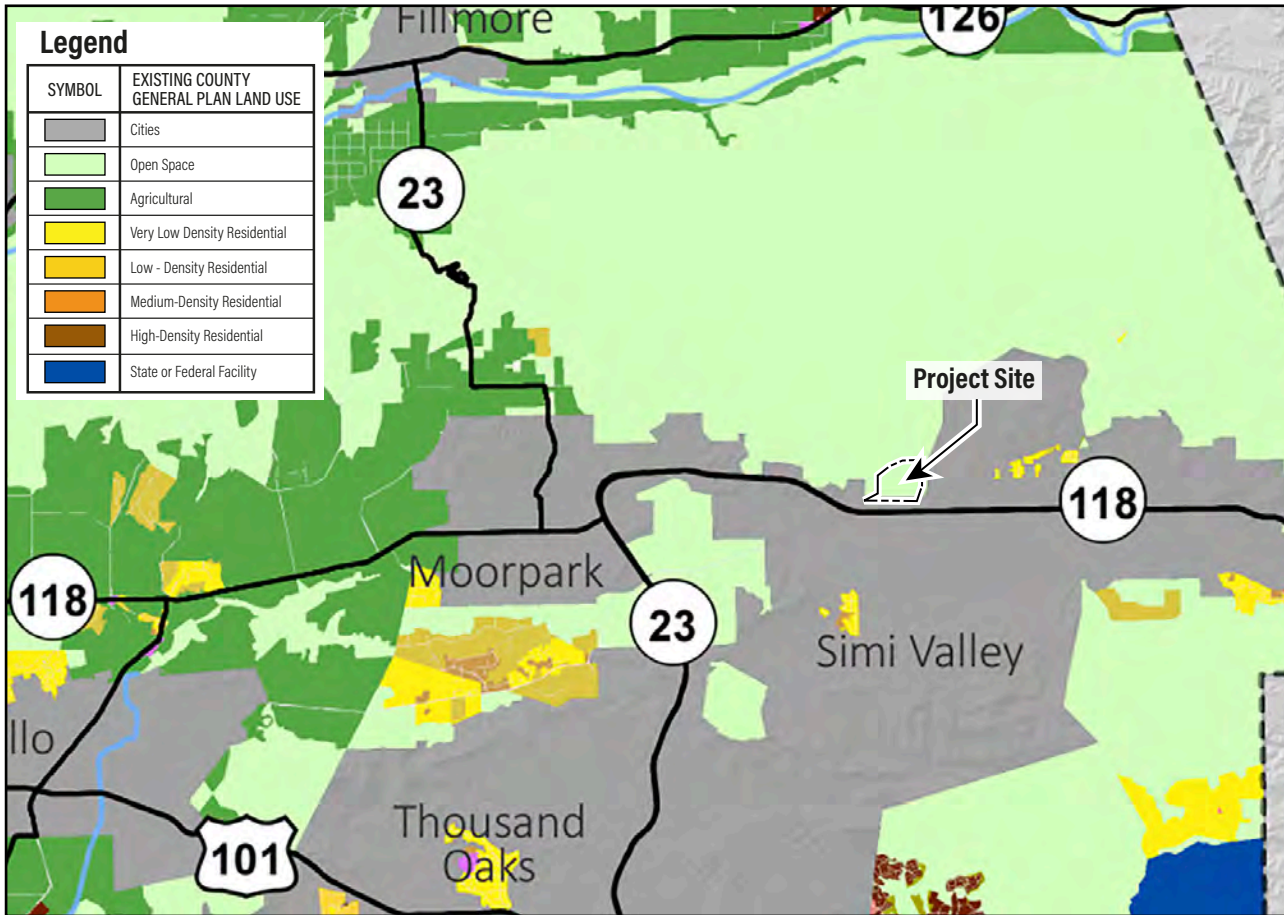 Legend
SYMBOL
EXISTING COUNTY
GENERAL PLAN LAND USE
Cities
Open Space
Agricultural
Very Low Density Residential
Low - Density Residential
Medium-Density Residential
High-Density Residential
State or Federal Facility
Fillmore
126
23
Project Site
118
Moorpark
118
23
Simi Valley
llo
Thousand
Oaks
101